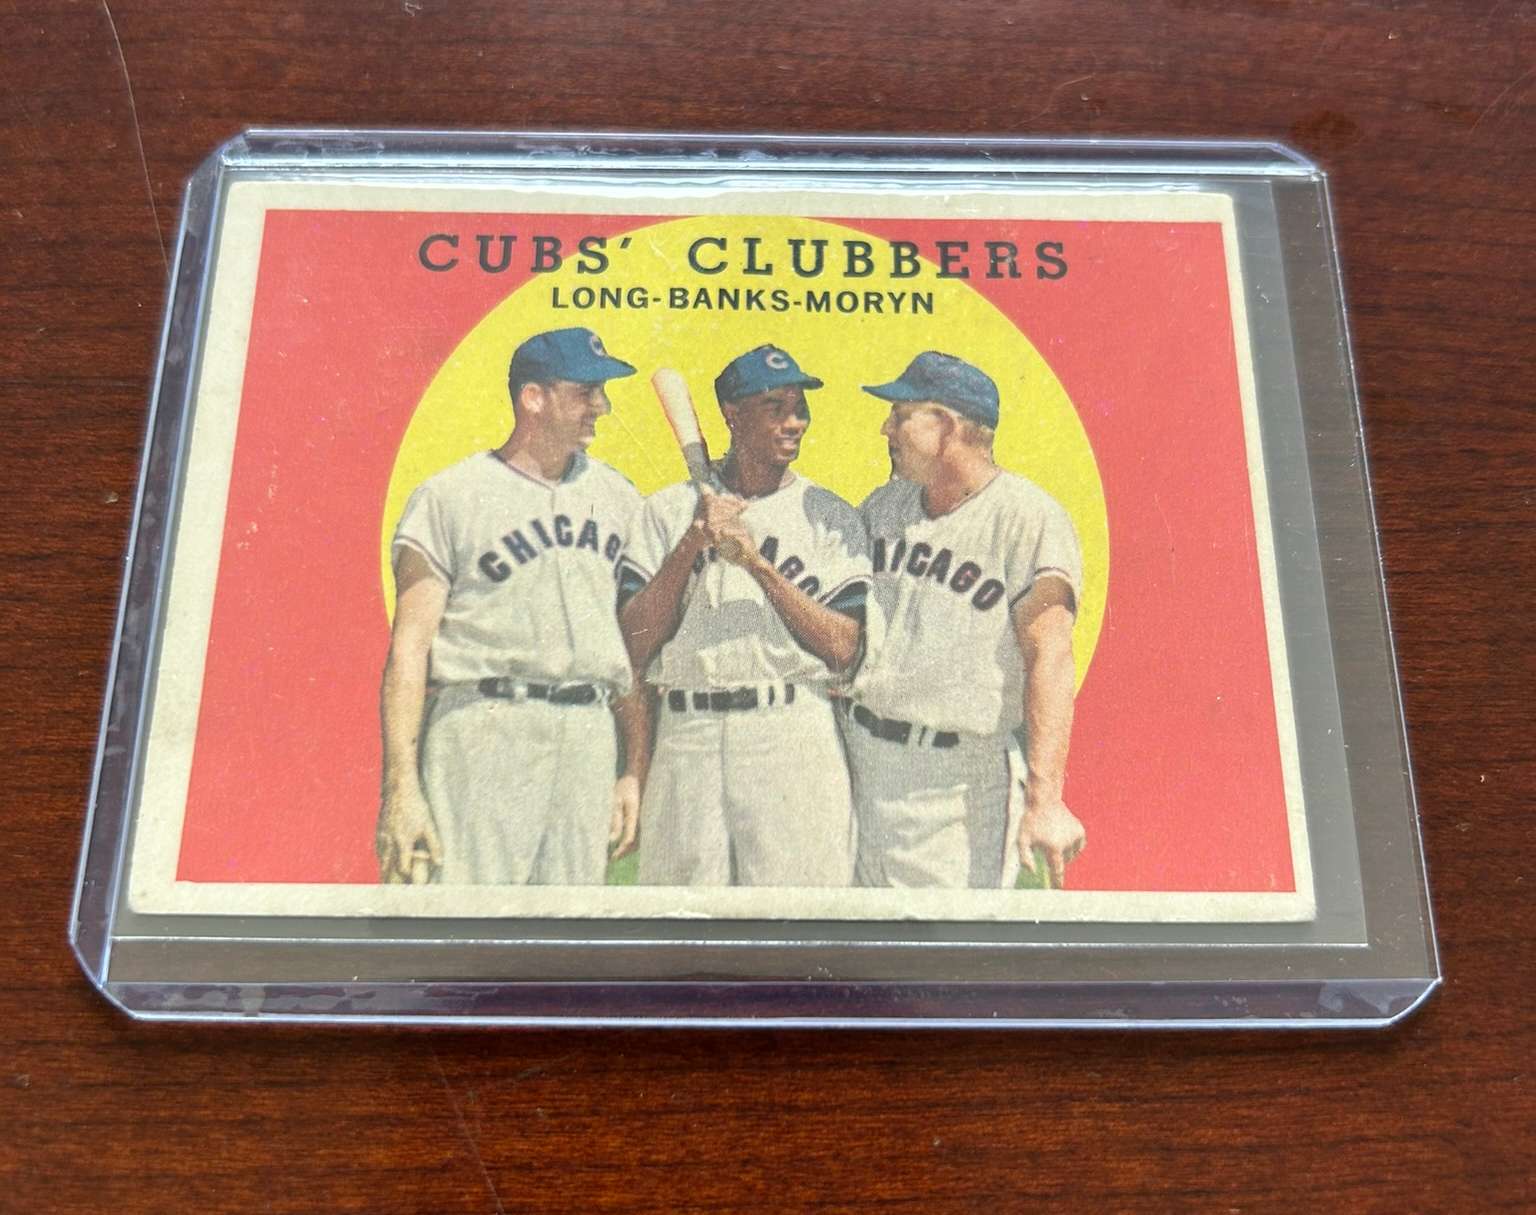 CUBS' CLUBBERS
LONG-BANKS-MORYN
C
C
CHICAGO
CHICAGO